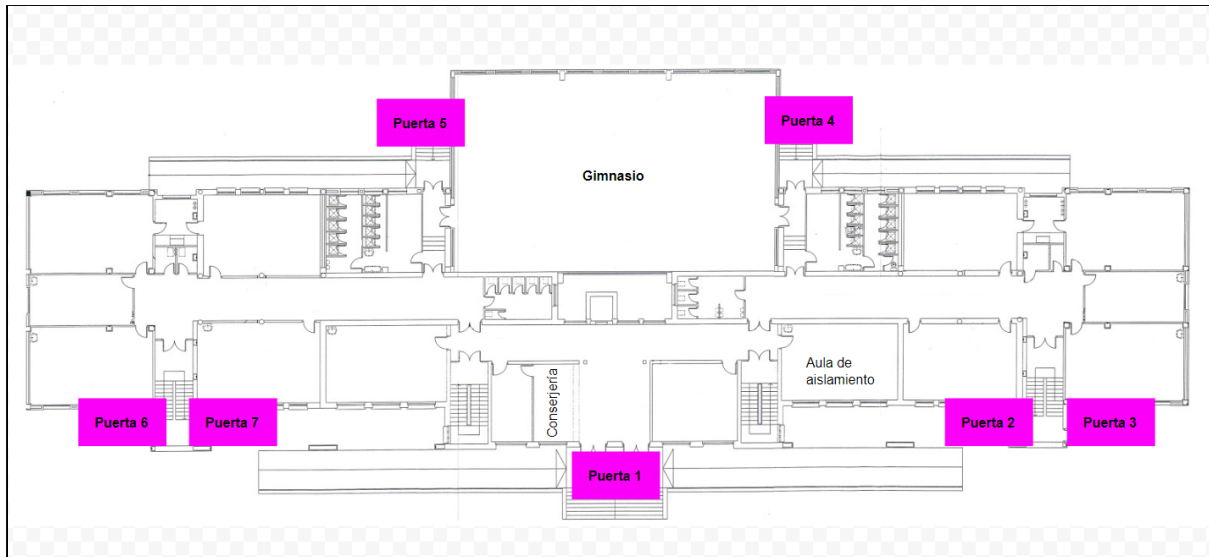 Puerta 5
Puerta 4
Gimnasio
Aula de
aislamiento
Conserjería
Puerta 6
Puerta 7
Puerta 2
Puerta 3
Puerta 1